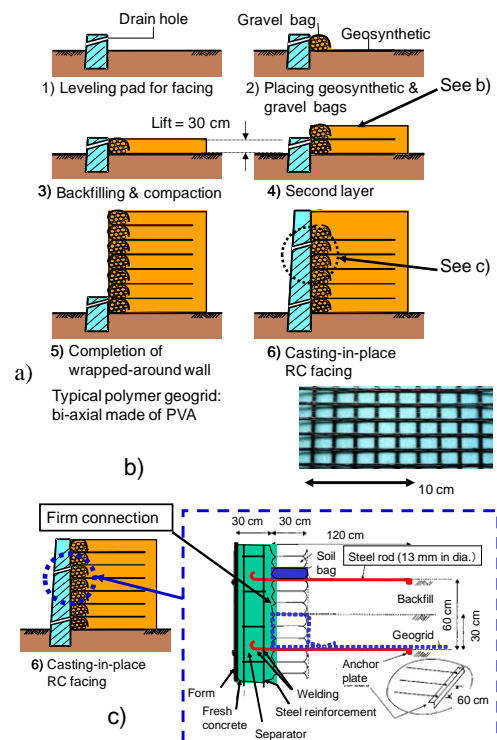 Drain hole
1) Leveling pad for facing
Gravel bag
Geosynthetic
2) Placing geosynthetic &
gravel bags
See b)
Lift = 30 cm
3) Backfilling & compaction
4) Second layer
See c)
5) Completion of
wrapped-around wall
6) Casting-in-place
RC facing
a)
Typical polymer geogrid:
bi-axial made of PVA
b)
10 cm
Firm connection
30 cm
30 cm
120 cm
Soil
bag
Steel rod (13 mm in dia.)
Backfill
60 cm
30 cm
Geogrid
Anchor
plate
60 cm
6) Casting-in-place
RC facing
c)
Form
Fresh
concrete
Welding
Steel reinforcement
Separator